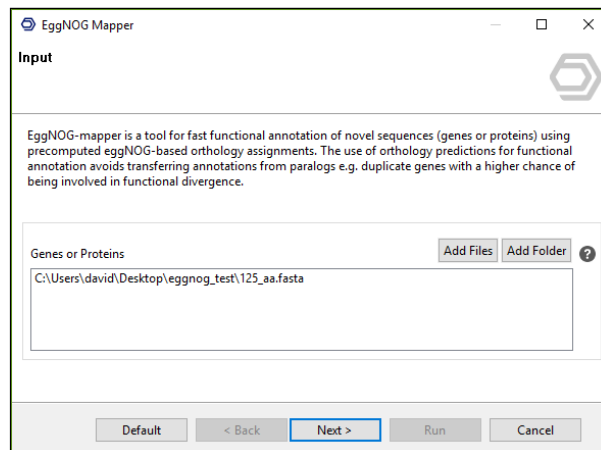 EggNOG Mapper
Input
EggNOG-mapper is a tool for fast functional annotation of novel sequences (genes or proteins) using
precomputed eggNOG-based orthology assignments. The use of orthology predictions for functional
annotation avoids transferring annotations from paralogs e.g. duplicate genes with a higher chance of
being involved in functional divergence.
Genes or Proteins
Add Files
Add Folder
?
C:\Users\david\Desktop\eggnog_test\125_aa.fasta
Default
< Back
Next >
Run
Cancel